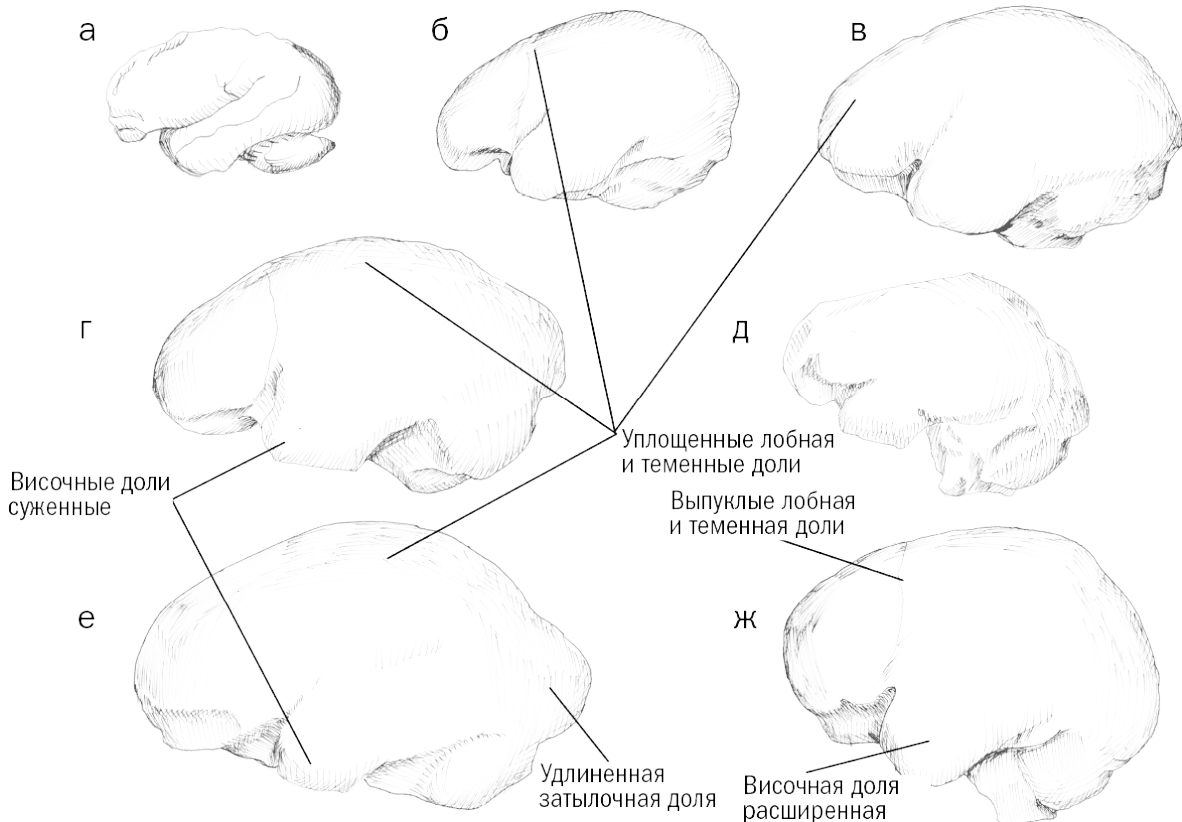 а
б
в
г
д
Уплощенные лобная
и теменные доли
Височные доли
суженные
Выпуклые лобная
и теменная доли
е
ж
Удлиненная
затылочная доля
Височная доля
расширенная